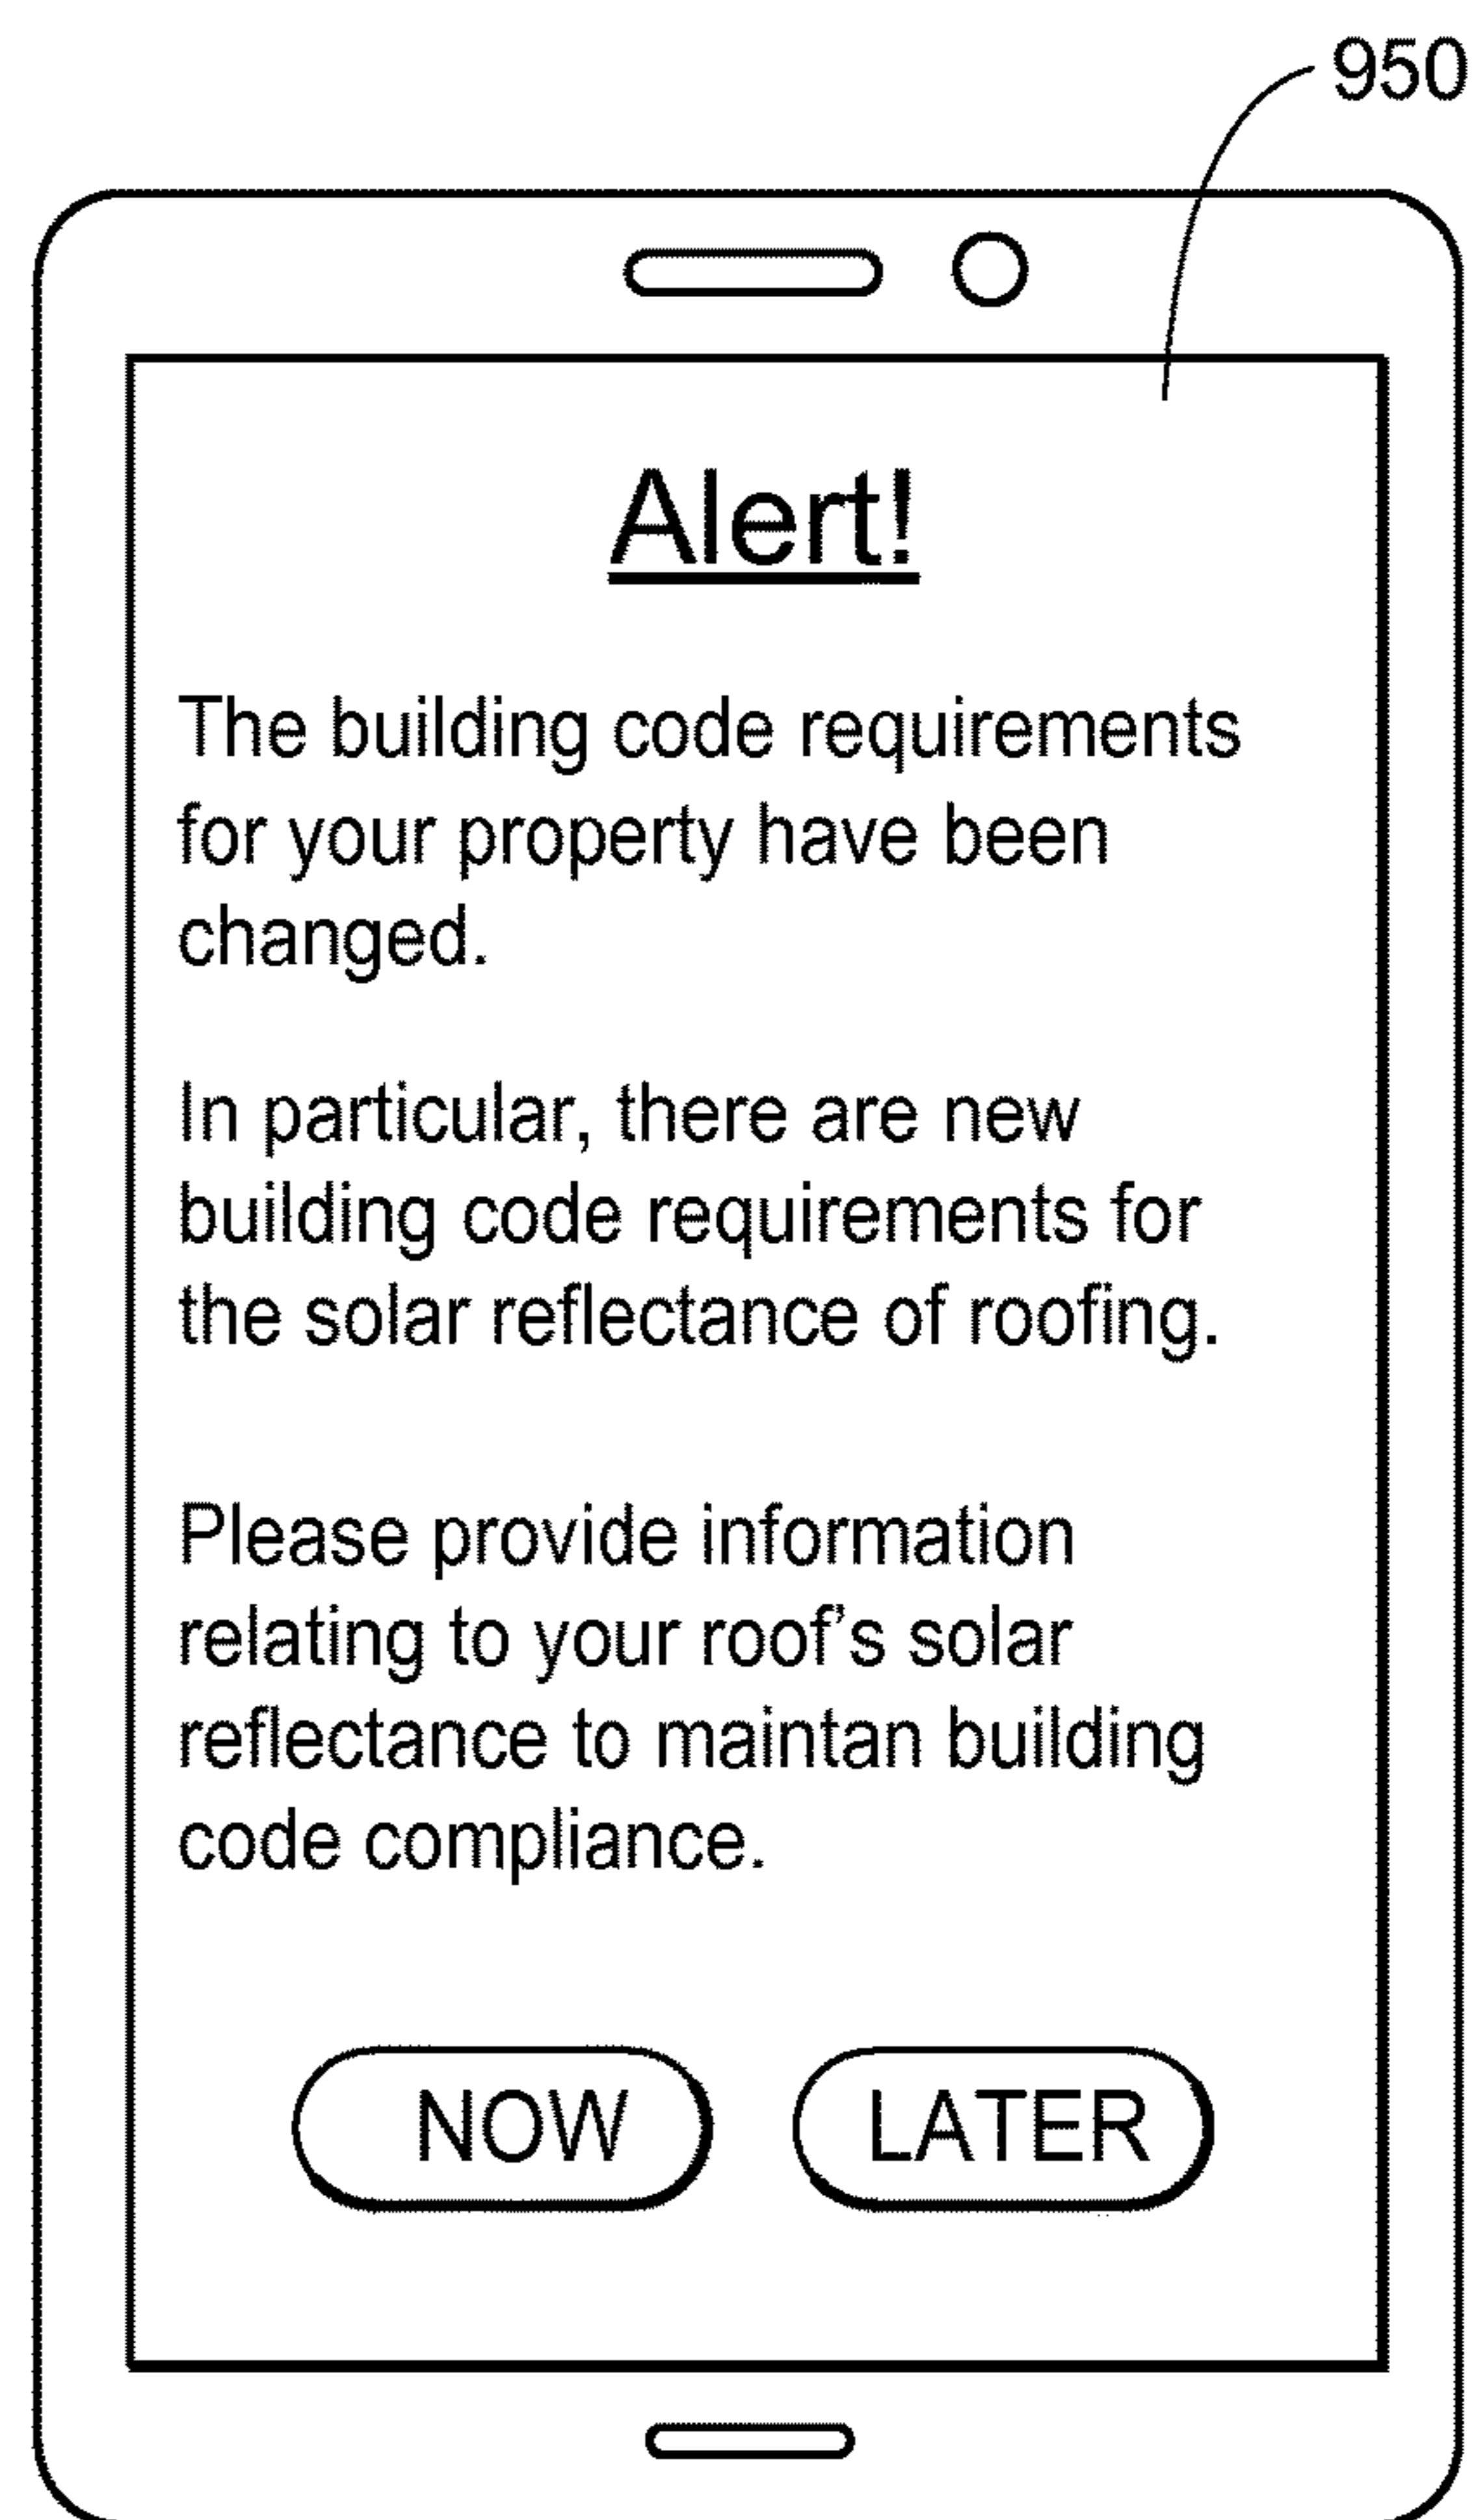 950
Alert!
The building code requirements
for your property have been
changed.
In particular, there are new
building code requirements for
the solar reflectance of roofing.
Please provide information
relating to your roof's solar
reflectance to maintan building
code compliance.
NOW LATER